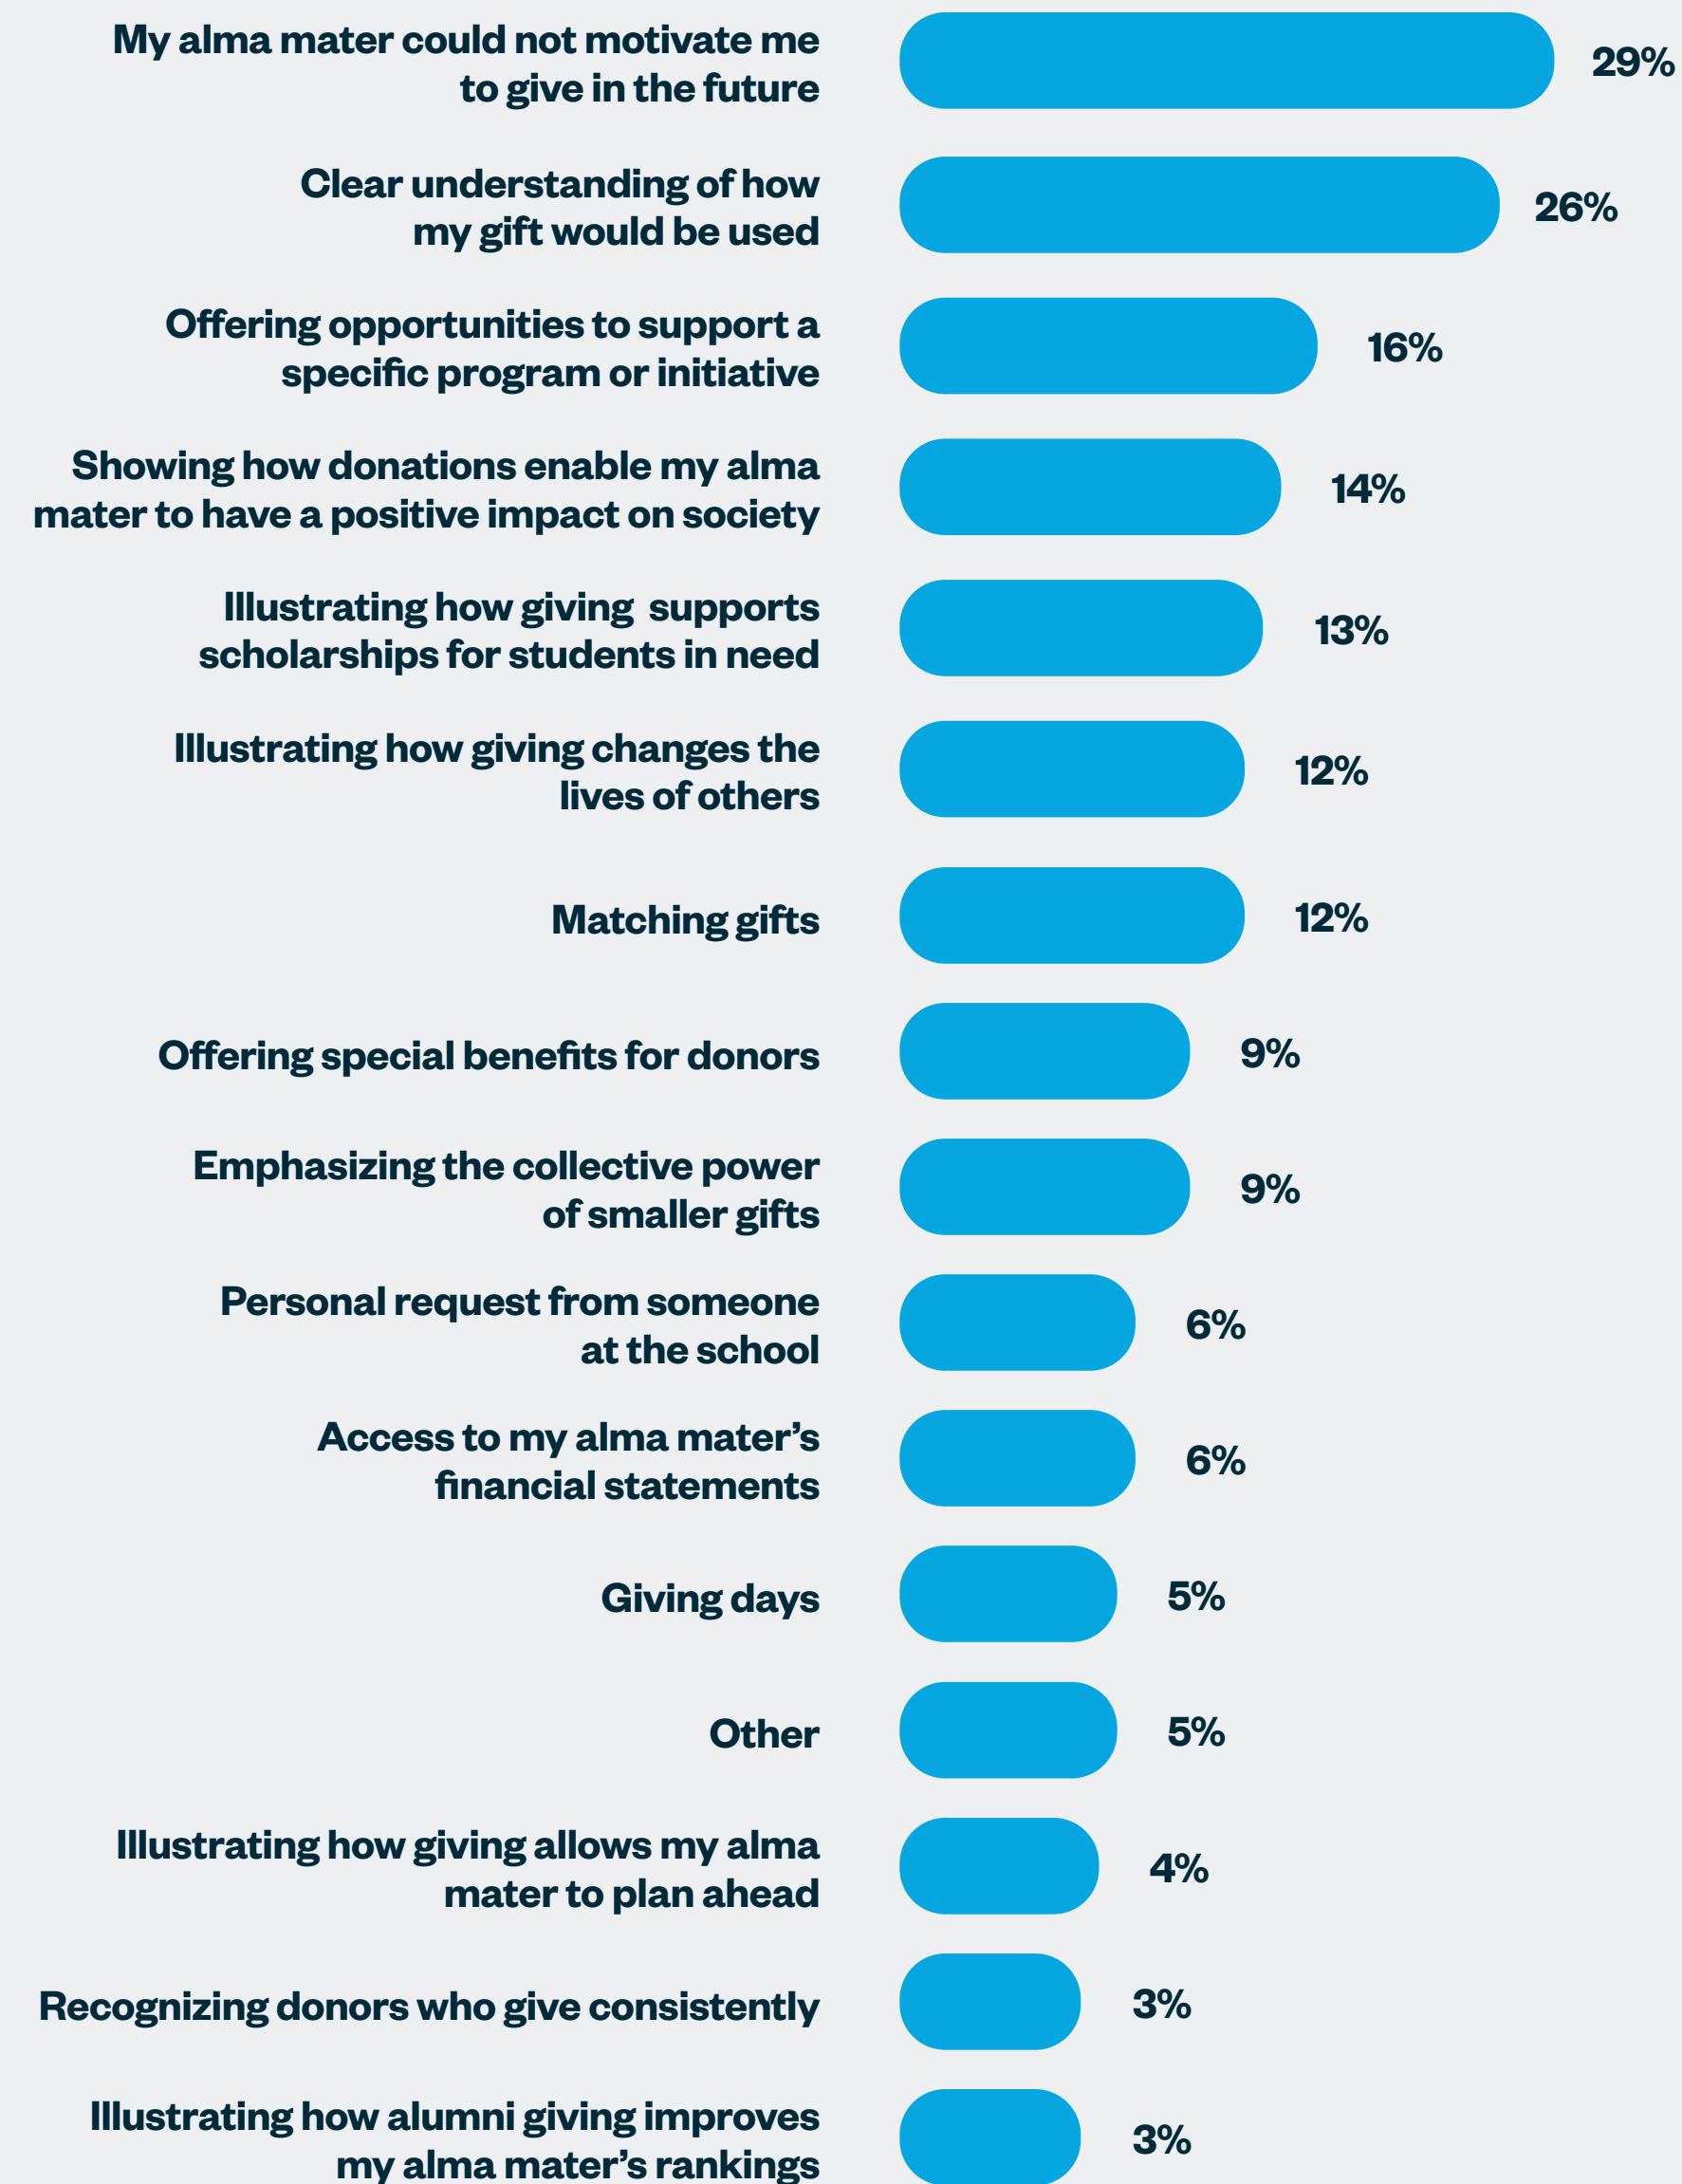 My alma mater could not motivate me
to give in the future
29%
Clear understanding of how
my gift would be used
26%
Offering opportunities to support a
specific program or initiative
16%
Showing how donations enable my alma
mater to have a positive impact on society
14%
Illustrating how giving  supports
scholarships for students in need
13%
Illustrating how giving changes the
lives of others
12%
Matching gifts
12%
Offering special benefits for donors
9%
Emphasizing the collective power
of smaller gifts
9%
Personal request from someone
at the school
6%
Access to my alma mater’s
financial statements
6%
Giving days
5%
Other
5%
Illustrating how giving allows my alma
mater to plan ahead
4%
Recognizing donors who give consistently
3%
Illustrating how alumni giving improves
my alma mater’s rankings
3%